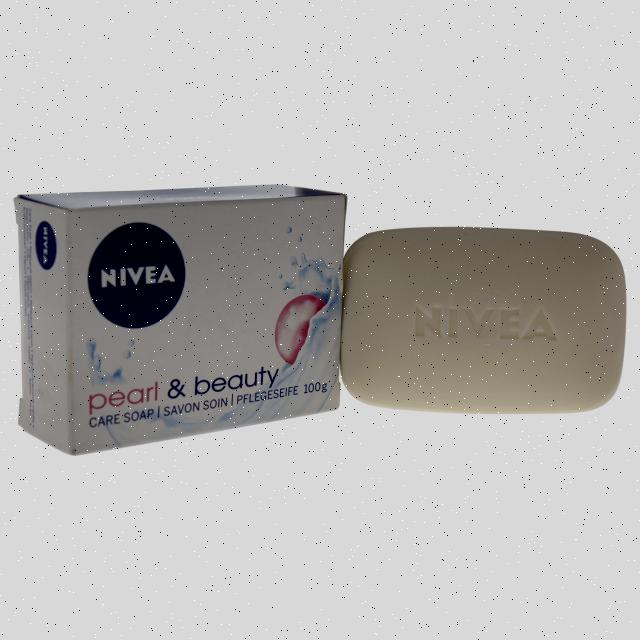 NIVEA
NIVEA
pearl & beauty
CARE SOAP | SAVON SOIN | PFLEGESEIFE 100g
NIVEA